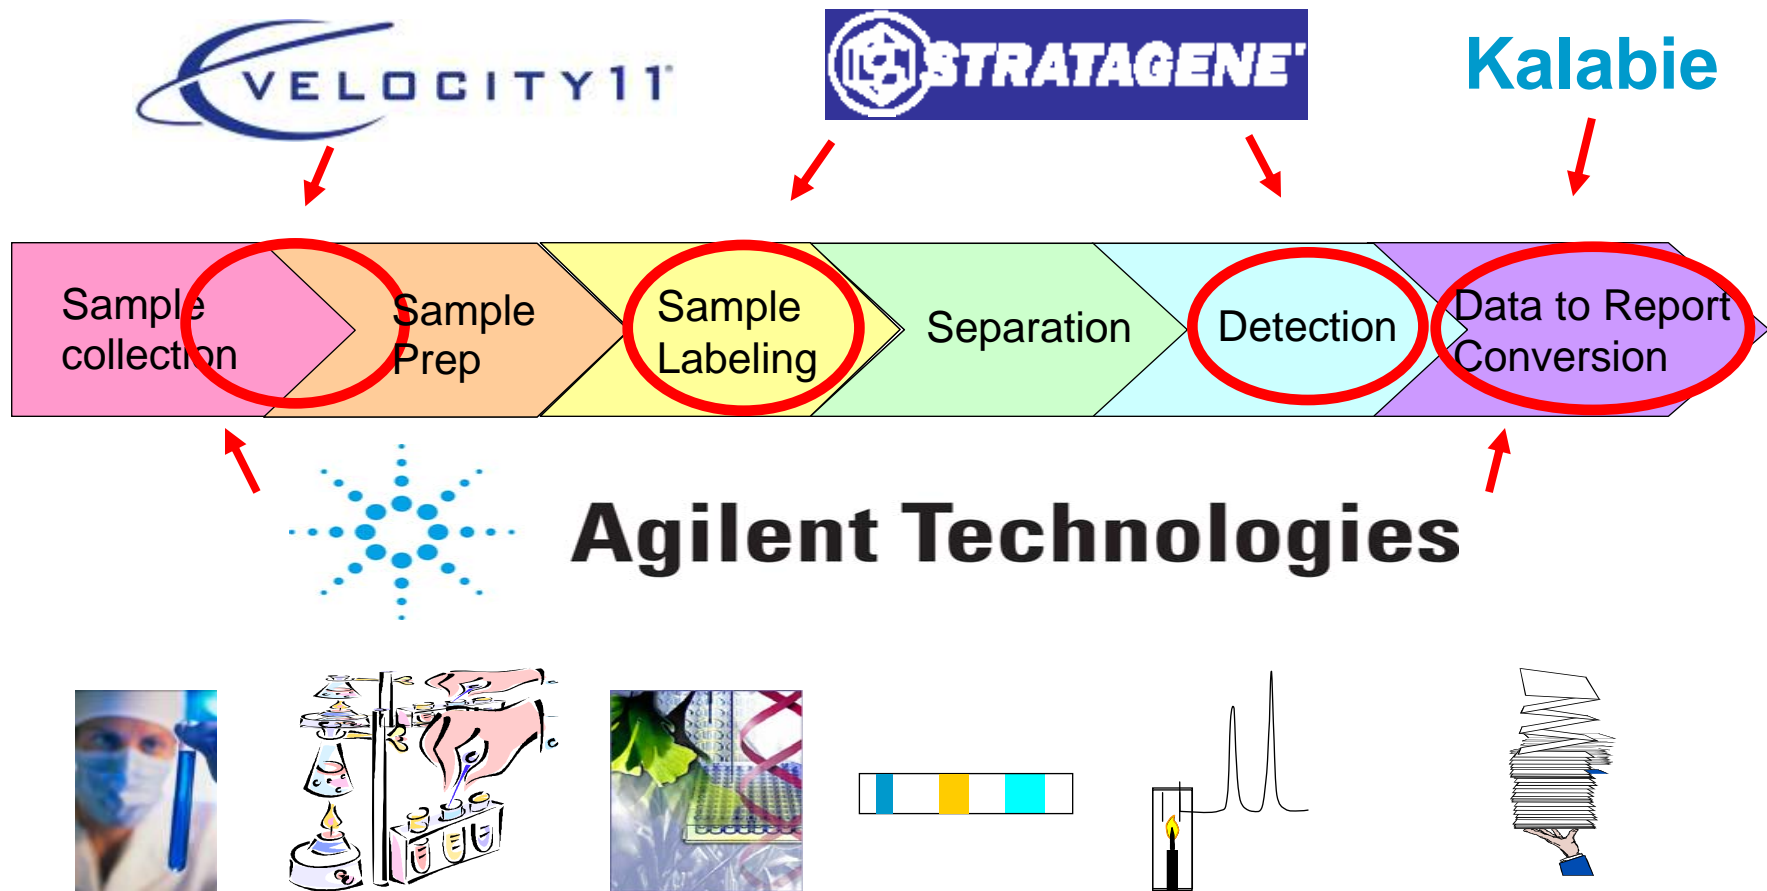 VELOCITY11
STRATAGENE
Kalabie
Sample
collection
Sample
Prep
Sample
Labeling
Separation
Detection
Data to Report
Conversion
Agilent Technologies